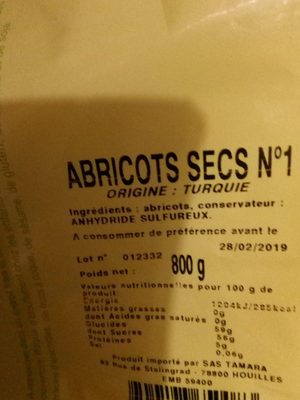 ABRICOTS SECS N°1
ORIGINE : TURQUIE
Ingrédients : abricots, conservateur :
ANHYDRIDE SULFUREUX.
A consommer de préférence avant le
28/02/2019
Lot n° 012332
Poids net : 800 g
Valeurs nutritionnelles pour 100 g de
produit
Energie 1204kJ/285kcal
Matières grasses 0g
dont Acides gras saturés 0g
Glucides 59g
dont Sucres 58g
Protéines 5g
Sel 0,06g
Produit importé par SAS TAMARA
Rue de Stalingrad - 78800 HOUILLES
EMB 59400